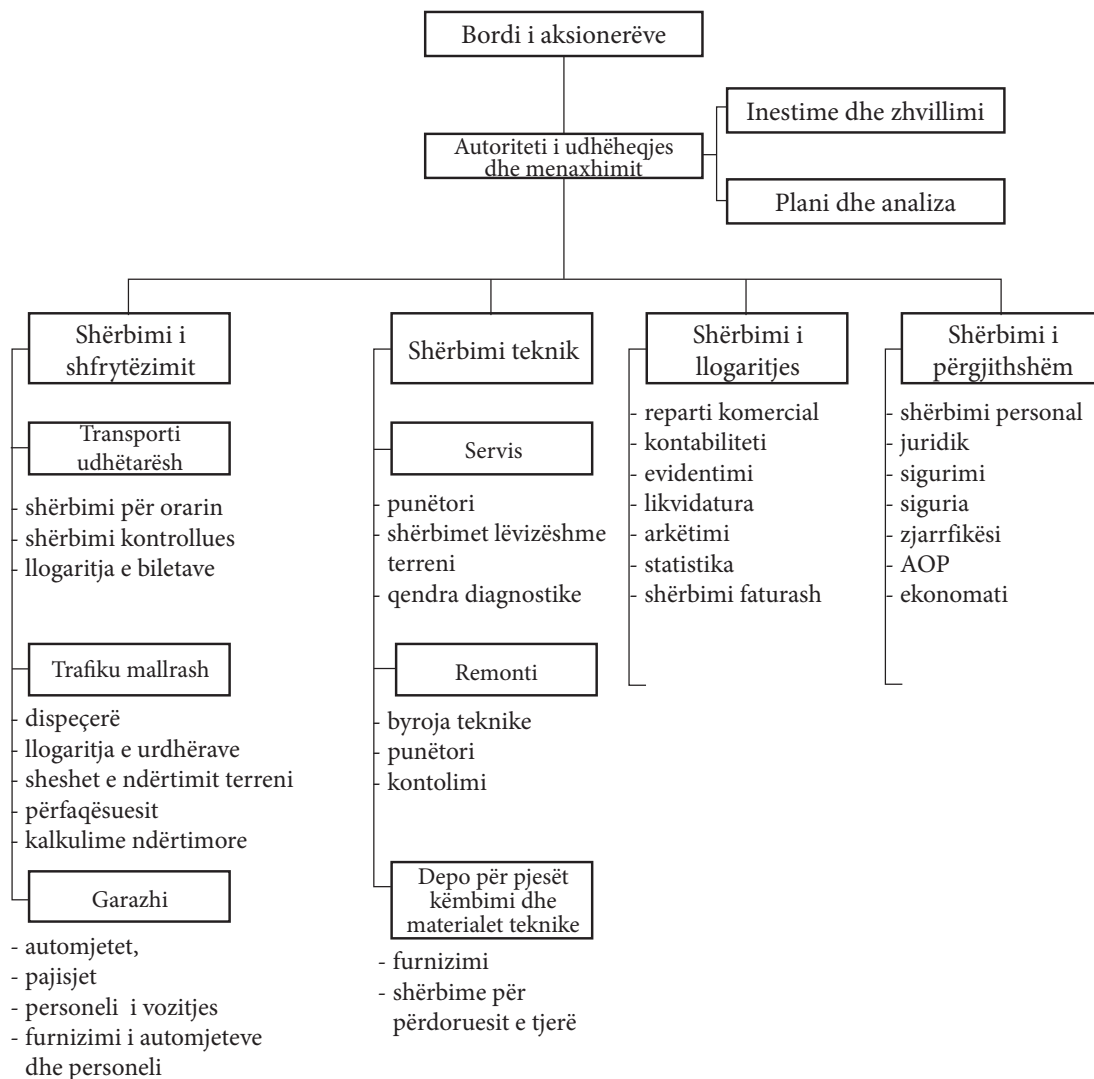 Bordi i aksionerëve
Inestime dhe zhvillimi
Autoriteti i udhëheqjes
dhe menaxhimit
Plani dhe analiza
Shërbimi i
shfrytëzimit
Transporti
udhëtarësh
- shërbimi për orarin
- shërbimi kontrollues
- llogaritja e biletave
Trafiku mallrash
- dispeçerë
- llogaritja e urdhërave
- sheshet e ndërtimit terreni
- përfaqësuesit
- kalkulime ndërtimore
Garazhi
- automjetet,
- pajisjet
- personeli i vozitjes
- furnizimi i automjeteve
dhe personeli
Shërbimi teknik
Servis
- punëtori
- shërbimet lëvizëshme
terreni
- qendra diagnostike
Remonti
- byroja teknike
- punëtori
- kontolimi
Depo për pjesët
këmbimi dhe
materialet teknike
- furnizimi
- shërbime për
përdoruesit e tjerë
Shërbimi i
llogaritjes
- reparti komercial
- kontabiliteti
- evidentimi
- likvidatura
- arkëtimi
- statistika
- shërbimi faturash
Shërbimi i
përgjithshëm
- shërbimi personal
- juridik
- sigurimi
- siguria
- zjarrfikësi
- AOP
- ekonomati